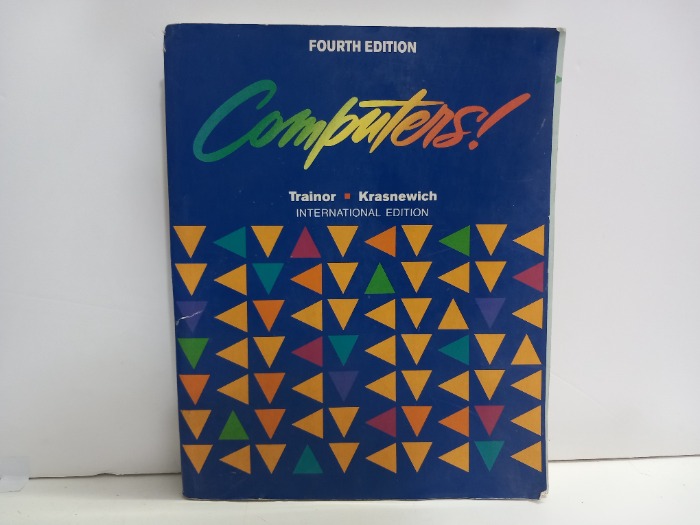 FOURTH EDITION
Computers!
Trainor ▪ Krasnewich
INTERNATIONAL EDITION